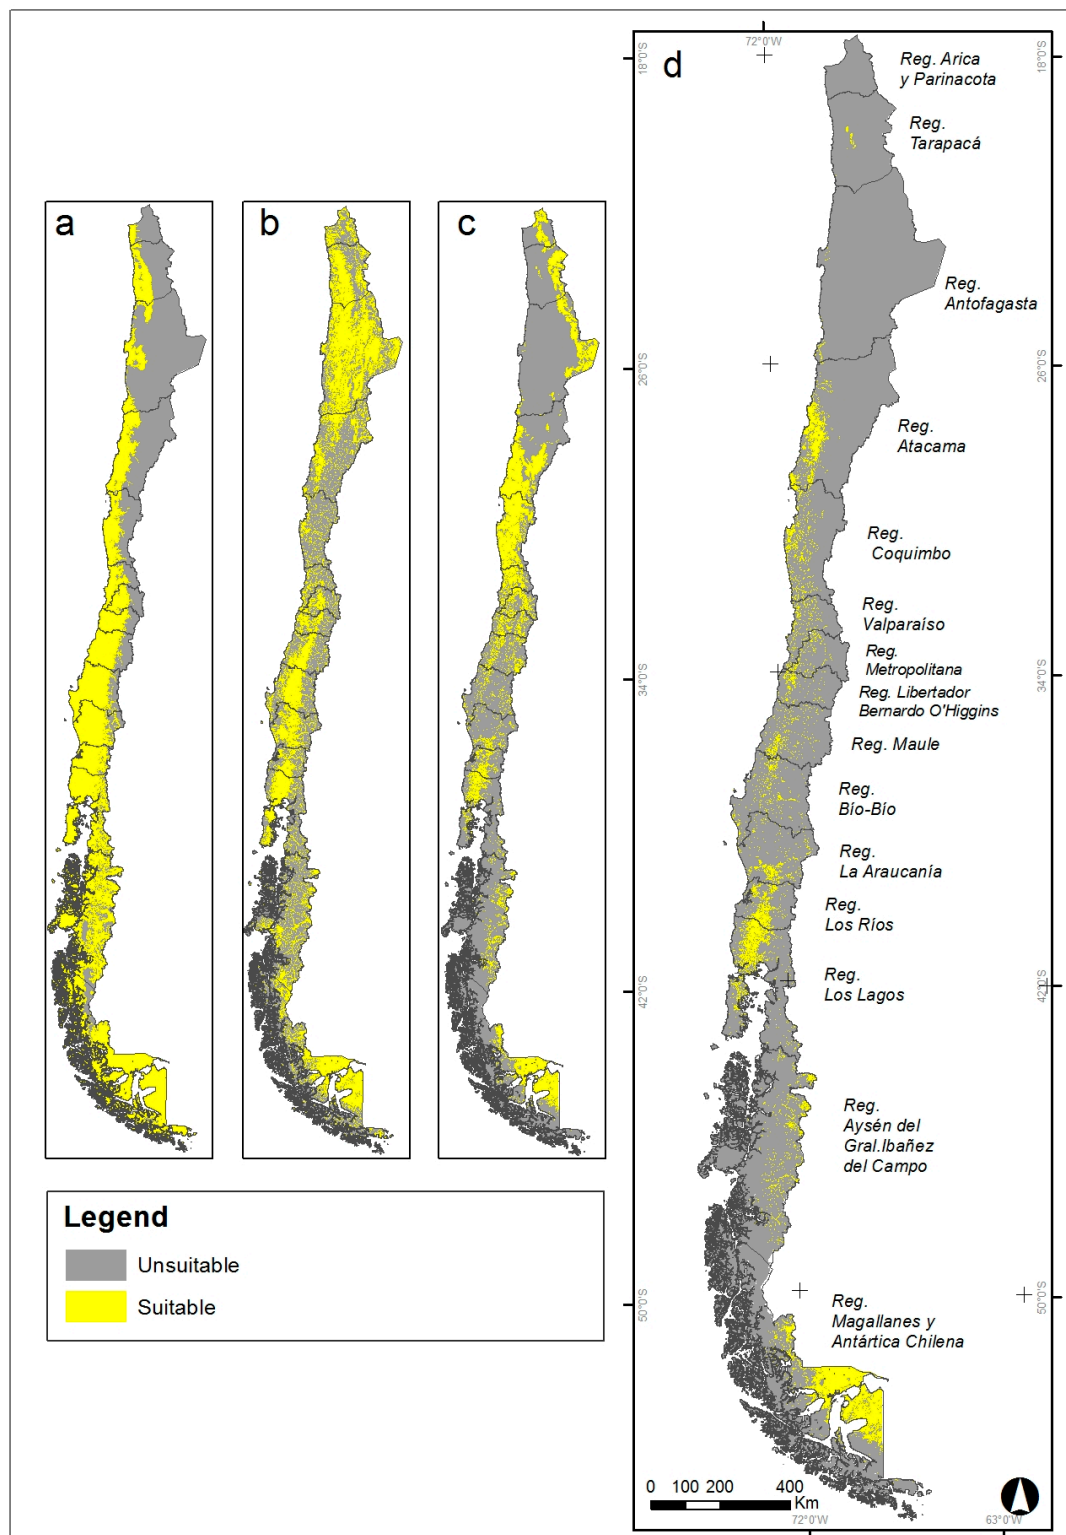 a
b
c
d
72°0'W
18°0'S
18°0'S
Reg. Arica
y Parinacota
Reg.
Tarapacá
Reg.
Antofagasta
26°0'S
26°0'S
Reg.
Atacama
Reg.
Coquimbo
Reg.
Valparaíso
Reg.
Metropolitana
34°0'S
34°0'S
Reg. Libertador
Bernardo O'Higgins
Reg. Maule
Reg.
Bío-Bío
Reg.
La Araucanía
Reg.
Los Ríos
Reg.
Los Lagos
42°0'S
42°0'S
Reg.
Aysén del
Gral.Ibañez
del Campo
50°0'S
50°0'S
Reg.
Magallanes y
Antártica Chilena
Legend
Unsuitable
Suitable
0 100 200 400
Km
72°0'W
63°0'W